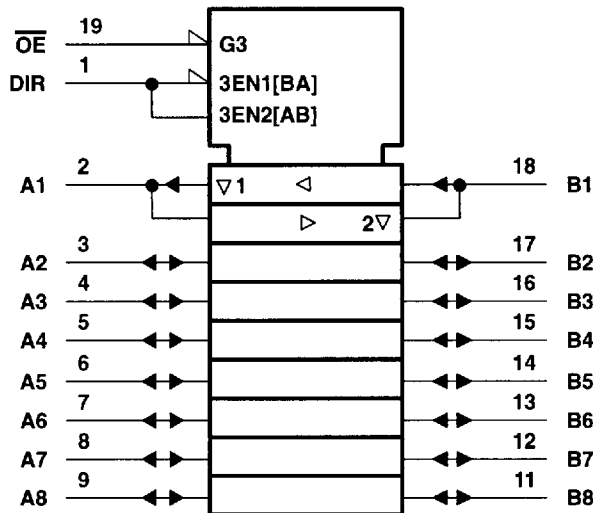 OE 19 G3
DIR 1 3EN1[BA]
3EN2[AB]
A1 2 ▽1 ◁ 18 B1
▷ 2▽
A2 3 17 B2
A3 4 16 B3
A4 5 15 B4
A5 6 14 B5
A6 7 13 B6
A7 8 12 B7
A8 9 11 B8